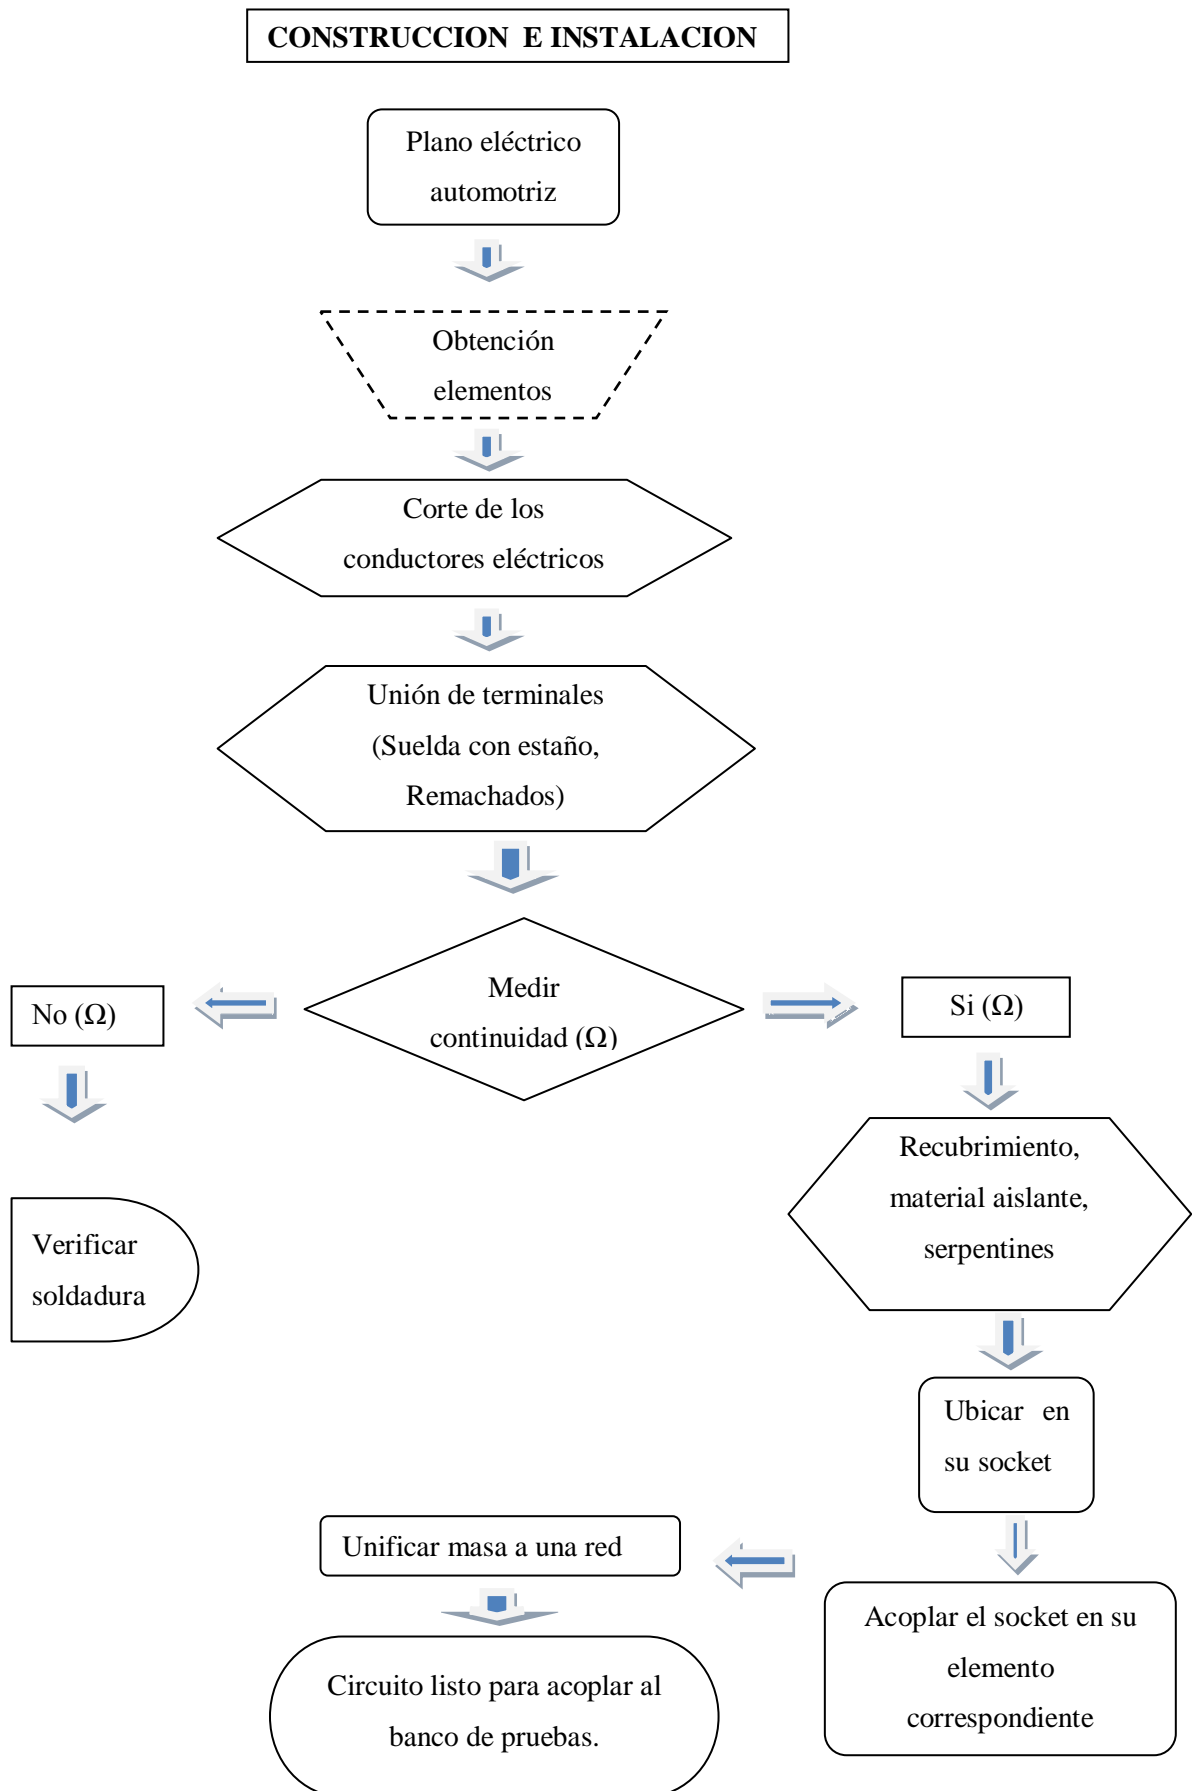 CONSTRUCCION E INSTALACION
Plano eléctrico
automotriz
Obtención
elementos
Corte de los
conductores eléctricos
Unión de terminales
(Suelda con estaño,
Remachados)
Medir
continuidad (Ω)
No (Ω)
Si (Ω)
Verificar
soldadura
Recubrimiento,
material aislante,
serpentines
Ubicar en
su socket
Acoplar el socket en su
elemento
correspondiente
Unificar masa a una red
Circuito listo para acoplar al
banco de pruebas.